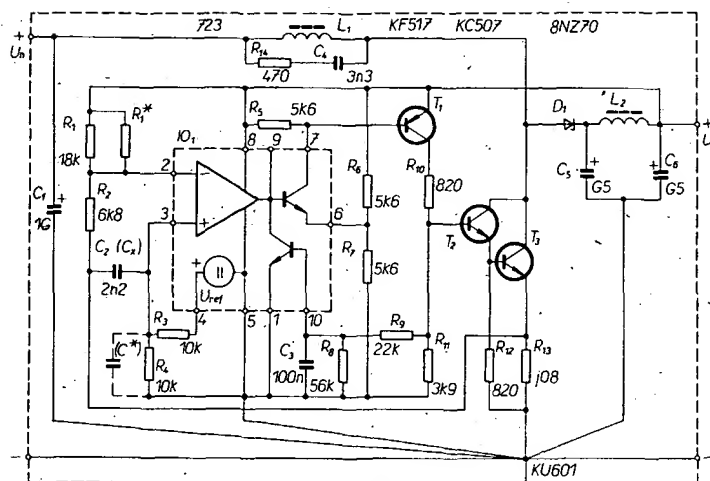 723 L₁ KF517 KC507 8NZ70
+ Un
R₁₄ C₄
470 3n3
+ U
T₁ D₁ L₂
R₅ 5k6
R₁ R₁*
18k
IO₁ 8 9 7
C₅ + G5 C₆ + G5
R₁₀ 820
2 −
R₆ 5k6
C₁ + 1G
R₂ 6k8
3 +
6
T₂ T₃
C₂ (Cx) 2n2
R₇ 5k6
+ Uref
4 5 1 10
R₃ 10k
R₉ 22k
(C*)
R₄ 10k
C₃ 100n
R₈ 56k
R₁₁ 3k9
R₁₂ 820
R₁₃ j08
KU601